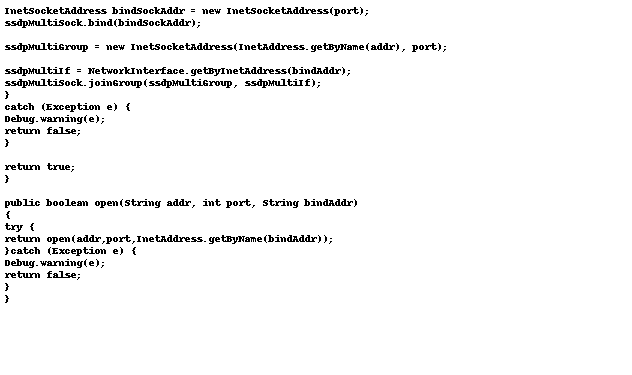 InetSocketAddress bindSockAddr = new InetSocketAddress(port);
ssdpMultiSock.bind(bindSockAddr);

ssdpMultiGroup = new InetSocketAddress(InetAddress.getByName(addr), port);

ssdpMultiIf = NetworkInterface.getByInetAddress(bindAddr);
ssdpMultiSock.joinGroup(ssdpMultiGroup, ssdpMultiIf);
}
catch (Exception e) {
Debug.warning(e);
return false;
}

return true;
}

public boolean open(String addr, int port, String bindAddr)
{
try {
return open(addr,port,InetAddress.getByName(bindAddr));
}catch (Exception e) {
Debug.warning(e);
return false;
}
}